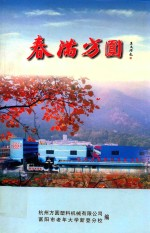 春满方圆
杭州方圆塑料机械有限公司
富阳市老年大学新登分校
编